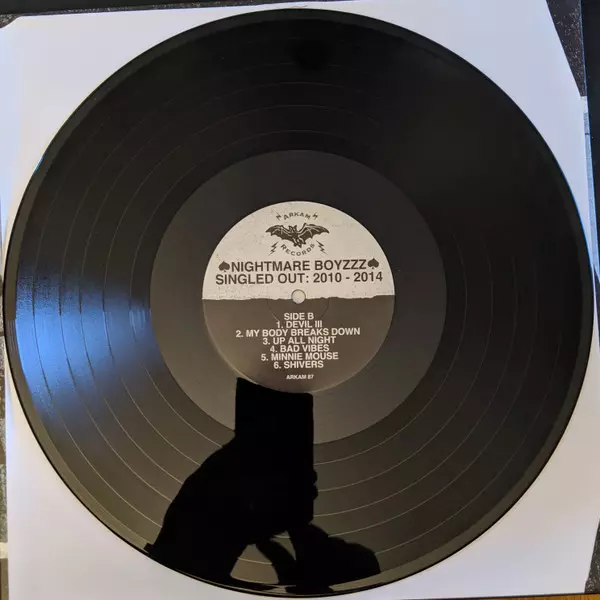 ARKAM
RECORDS
♠NIGHTMARE BOYZZZ♠
SINGLED OUT: 2010 - 2014
SIDE B
1. DEVIL III
2. MY BODY BREAKS DOWN
3. UP ALL NIGHT
4. BAD VIBES
5. MINNIE MOUSE
6. SHIVERS
ARKAM 87